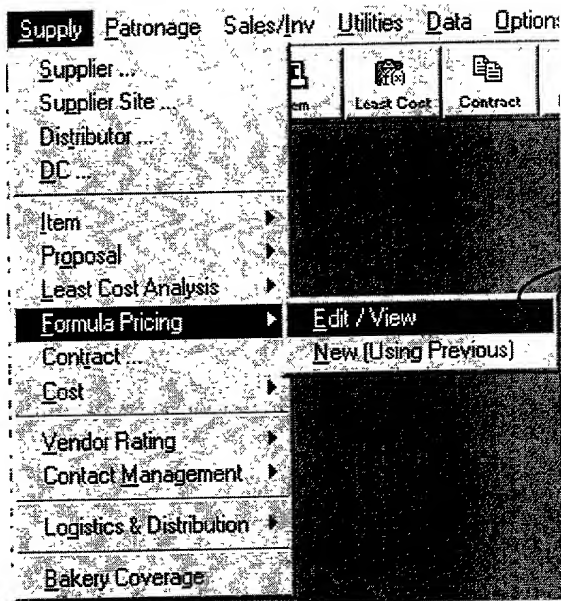 Supply Patronage Sales/Inv Utilities Data Option
Supplier ...
Supplier Site ...
Distributor ...
DC ...
Least Cost Contract
Item
Proposal
Least Cost Analysis
Formula Pricing
Edit / View
New (Using Previous)
Contract ...
Cost
Vendor Rating
Contact Management
Logistics & Distribution
Bakery Coverage